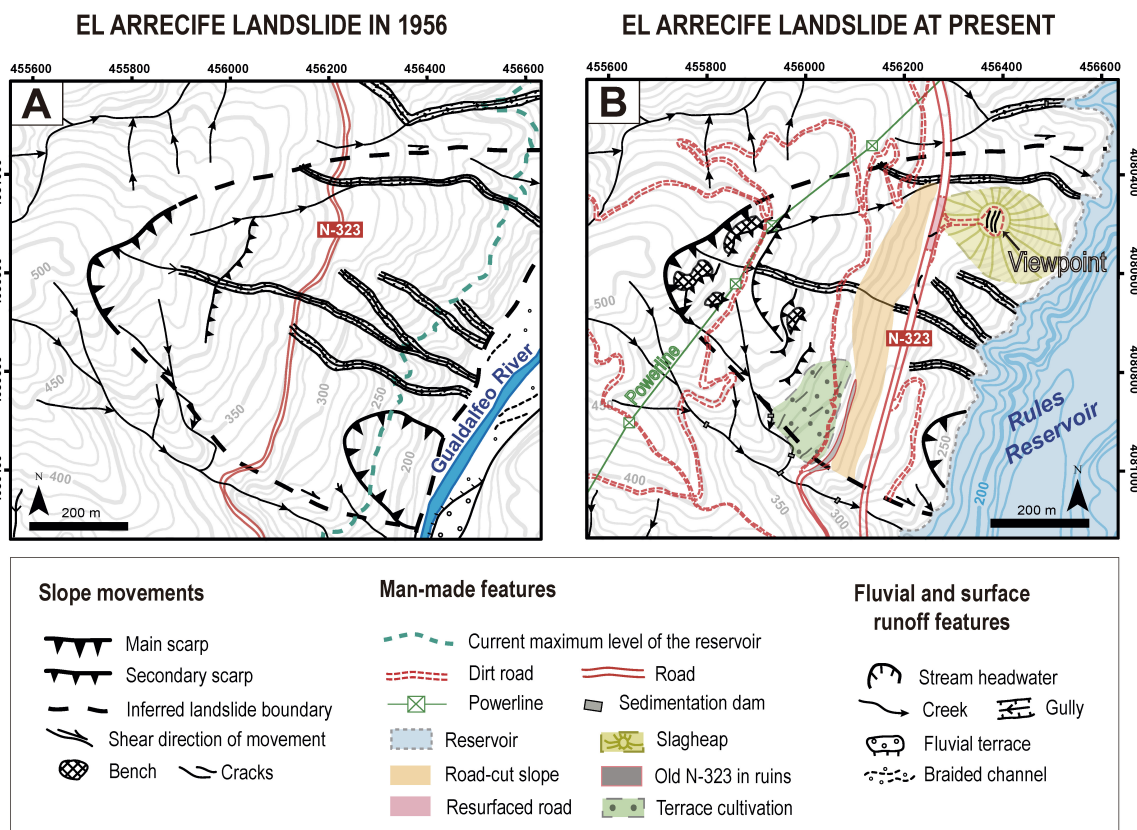 EL ARRECIFE LANDSLIDE IN 1956
EL ARRECIFE LANDSLIDE AT PRESENT
455600 455800 456000 456200 456400 456600
455600 455800 456000 456200 456400 456600
A
N-323
500
450
400
350
300
250
200
Gualdalfeo River
N
200 m
B
4080400
4080600
4080800
4081000
Viewpoint
N-323
Powerline
500
400
350
300
250
200
Rules
Reservoir
N
200 m
Slope movements
Main scarp
Secondary scarp
Inferred landslide boundary
Shear direction of movement
Bench
Cracks
Man-made features
Current maximum level of the reservoir
Dirt road
Road
Powerline
Sedimentation dam
Reservoir
Slagheap
Road-cut slope
Old N-323 in ruins
Resurfaced road
Terrace cultivation
Fluvial and surface
runoff features
Stream headwater
Creek
Gully
Fluvial terrace
Braided channel